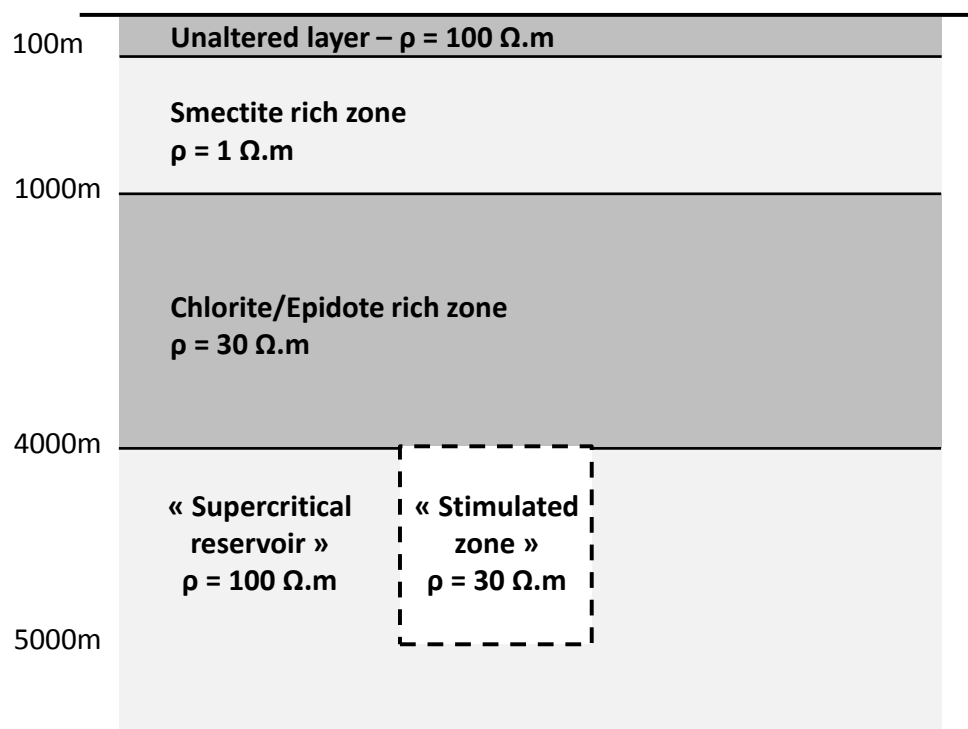 100m
Unaltered layer – ρ = 100 Ω.m
Smectite rich zone
ρ = 1 Ω.m
1000m
Chlorite/Epidote rich zone
ρ = 30 Ω.m
4000m
« Supercritical
reservoir »
ρ = 100 Ω.m
« Stimulated
zone »
ρ = 30 Ω.m
5000m